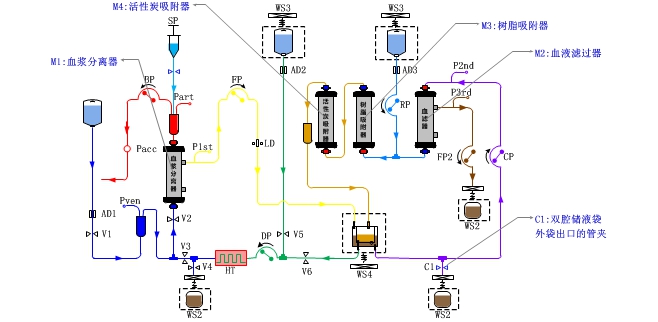 M4:活性炭吸附器
SP
WS3
WS3
M3:树脂吸附器
M1:血浆分离器
M2:血液滤过器
BP
FP
AD2
AD3
P2nd
Part
P3rd
RP
活性炭吸附器
树脂吸附器
血滤器
Pacc
P1st
LD
血浆分离器
FP2
CP
Pven
AD1
V2
V1
WS2
C1:双腔储液袋
外袋出口的管夹
V3
DP
V5
V4
HT
V6
WS4
C1
WS2
WS2